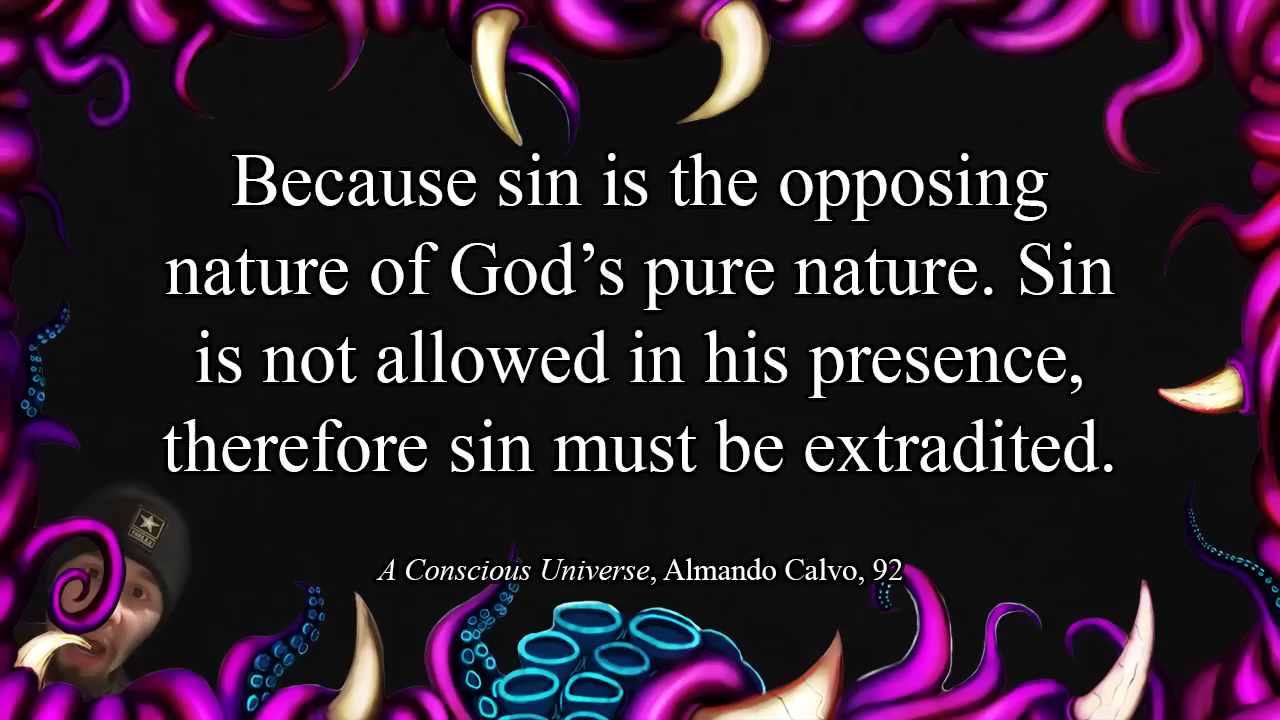 Because sin is the opposing
nature of God’s pure nature. Sin
is not allowed in his presence,
therefore sin must be extradited.
A Conscious Universe, Almando Calvo, 92